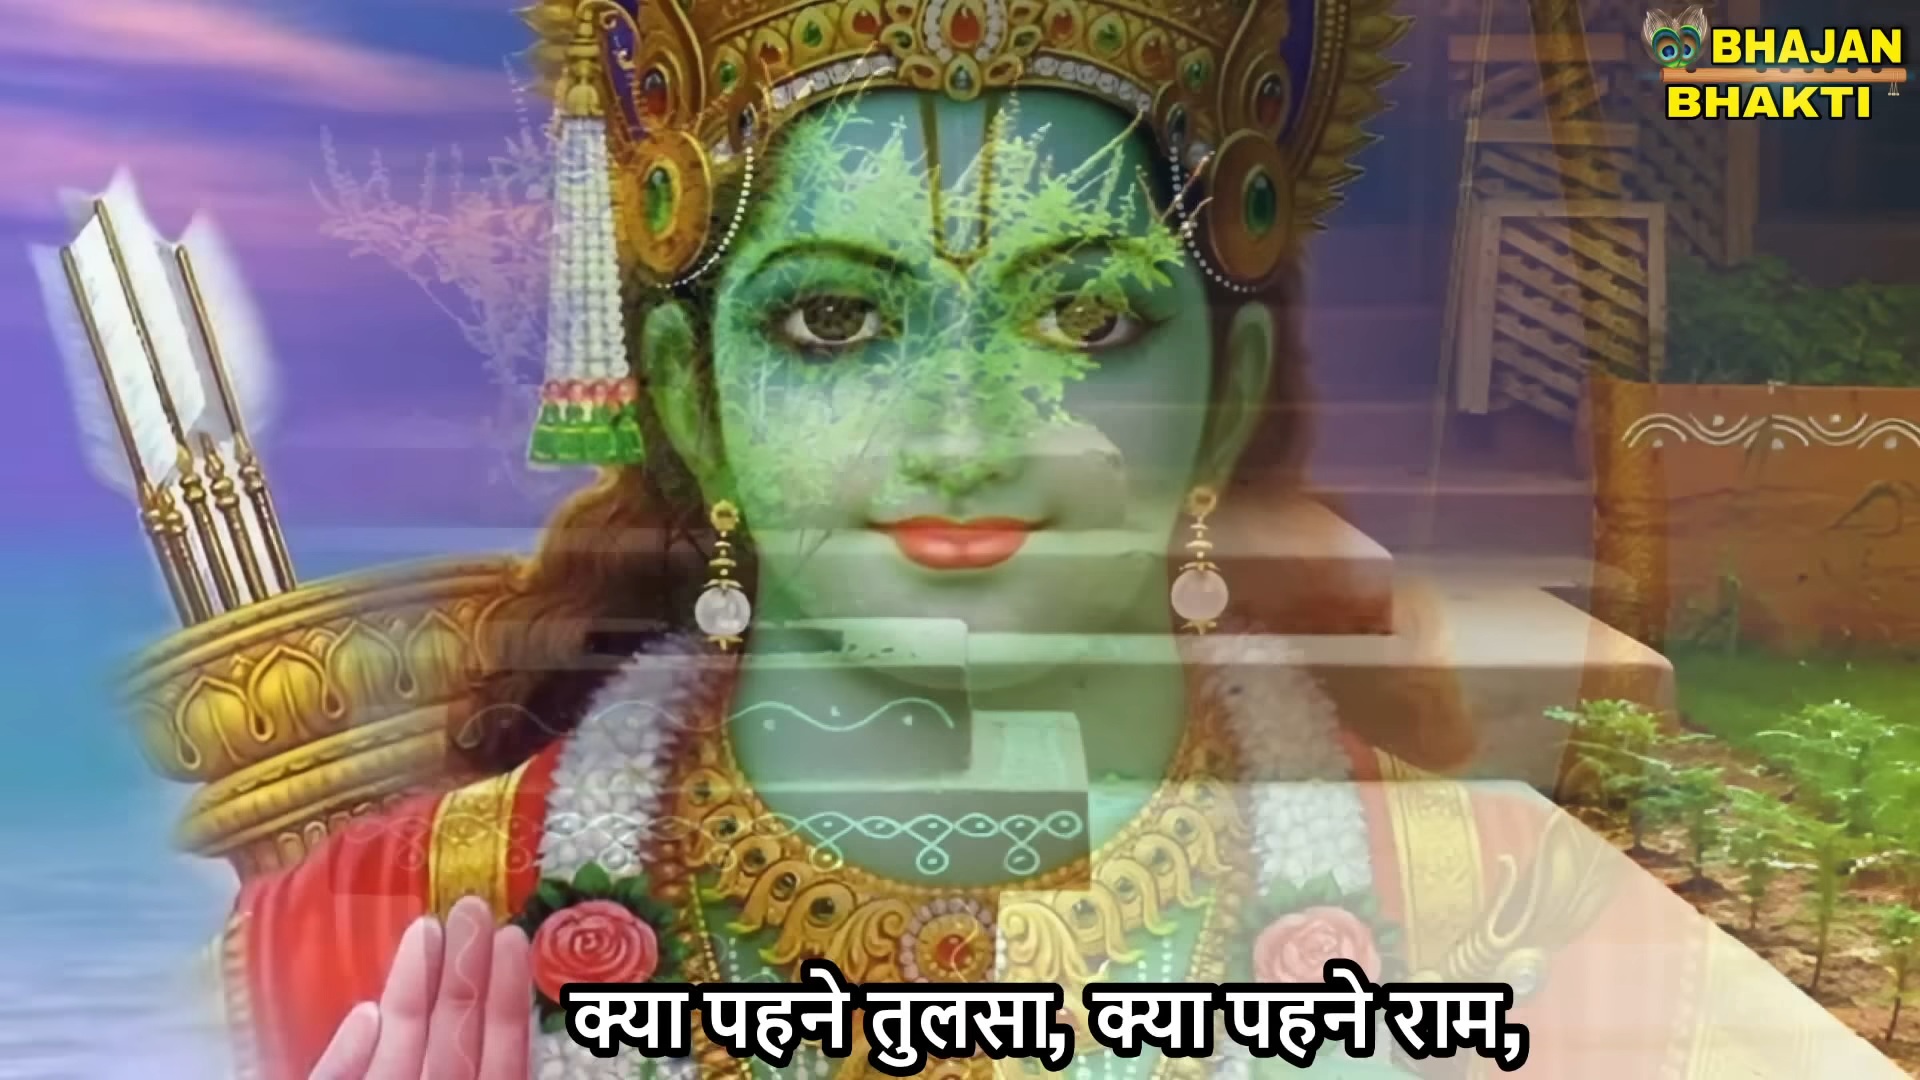 BHAJAN
BHAKTI
क्या पहने तुलसा, क्या पहने राम,